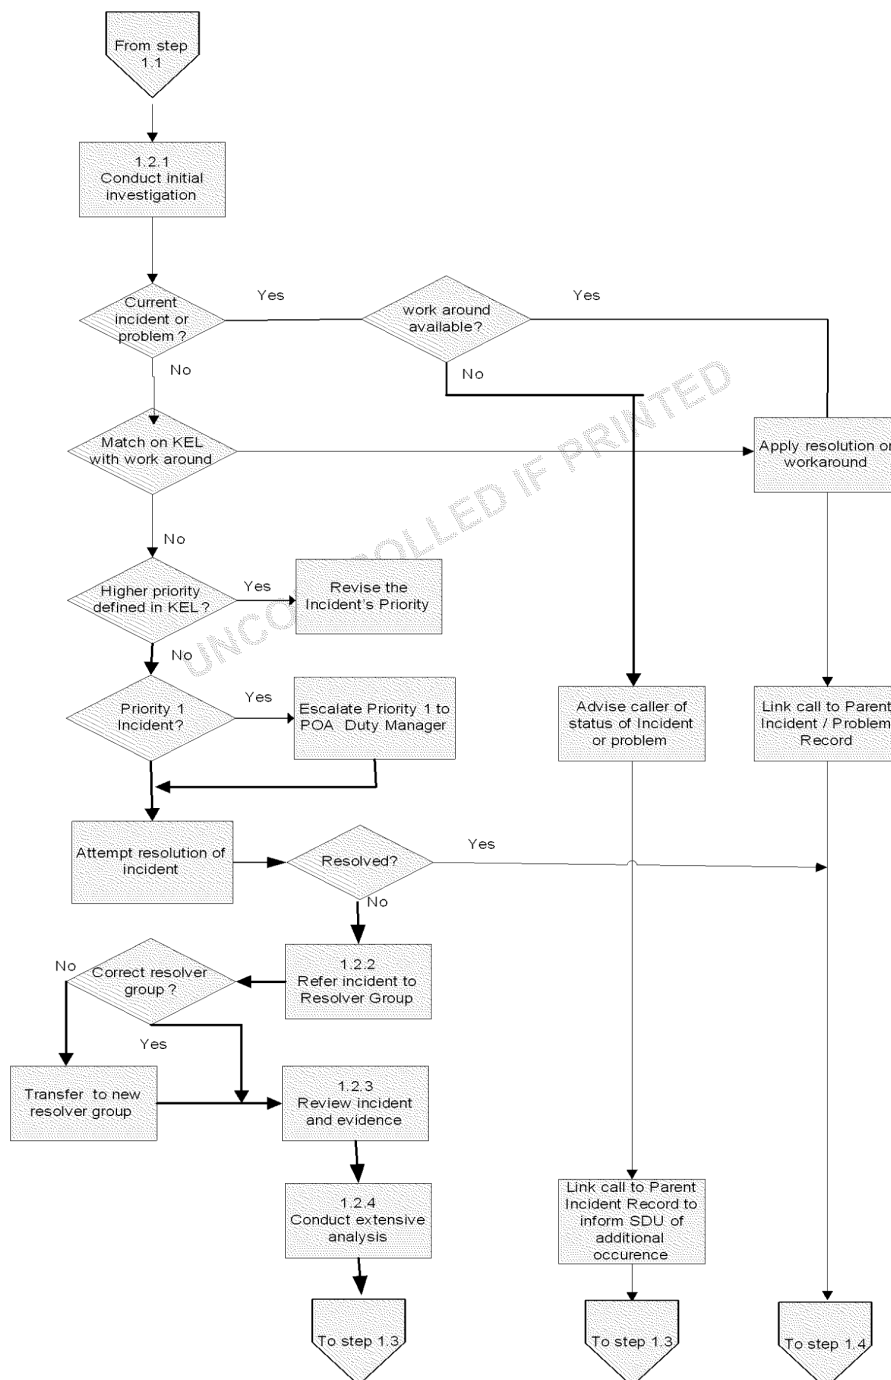 From step
1.1
1.2.1
Conduct initial
investigation
Current
incident or
problem ?
Yes
work around
available?
Yes
No
No
Match on KEL
with work around
Apply resolution or
workaround
No
Higher priority
defined in KEL ?
Yes
Revise the
Incident's Priority
UNCONTROLLED IF PRINTED
No
Priority 1
Incident?
Yes
Escalate Priority 1 to
POA Duty Manager
Advise caller of
status of Incident
or problem
Link call to Parent
Incident / Problem
Record
Attempt resolution of
incident
Resolved?
Yes
No
1.2.2
Refer incident to
Resolver Group
No
Correct resolver
group ?
Yes
Transfer to new
resolver group
1.2.3
Review incident
and evidence
1.2.4
Conduct extensive
analysis
Link call to Parent
Incident Record to
inform SDU of
additional
occurence
To step 1.3
To step 1.3
To step 1.4